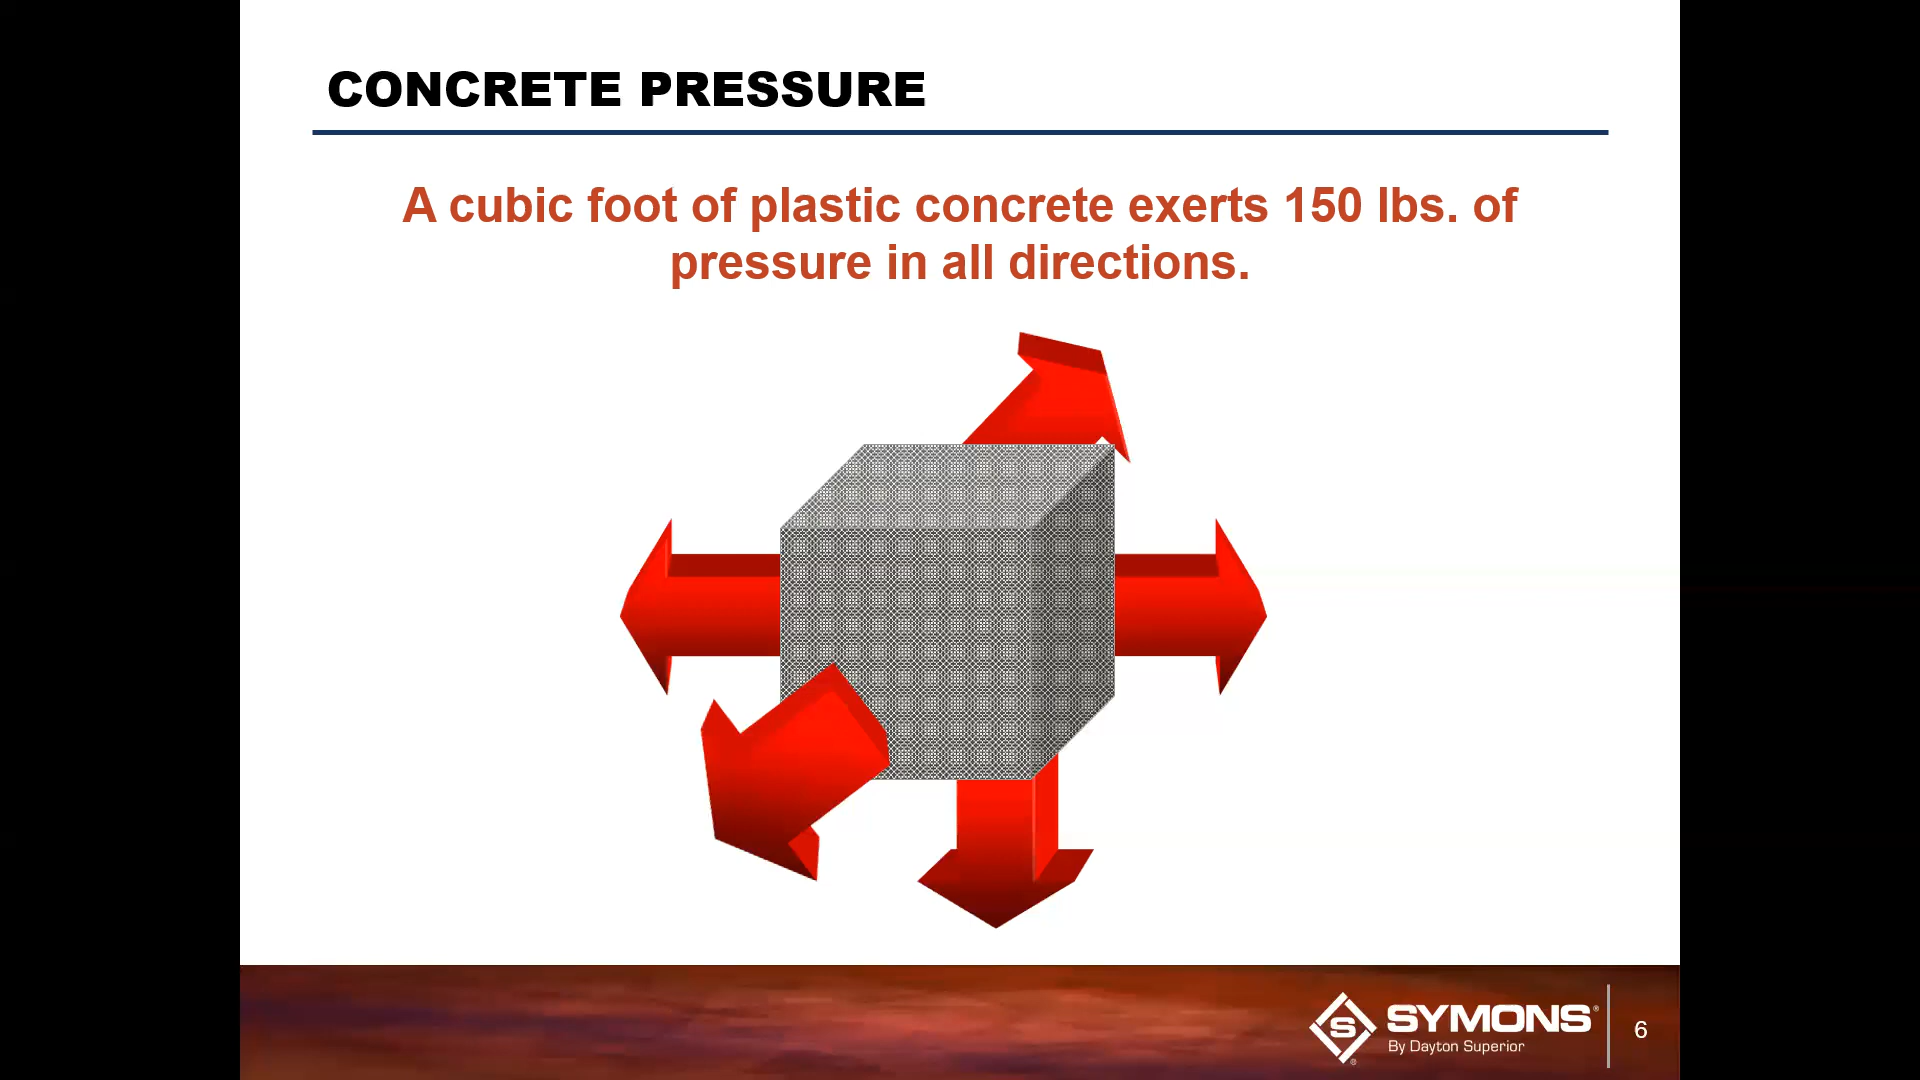 CONCRETE PRESSURE
A cubic foot of plastic concrete exerts 150 lbs. of
pressure in all directions.
S
SYMONS®
By Dayton Superior
®
6